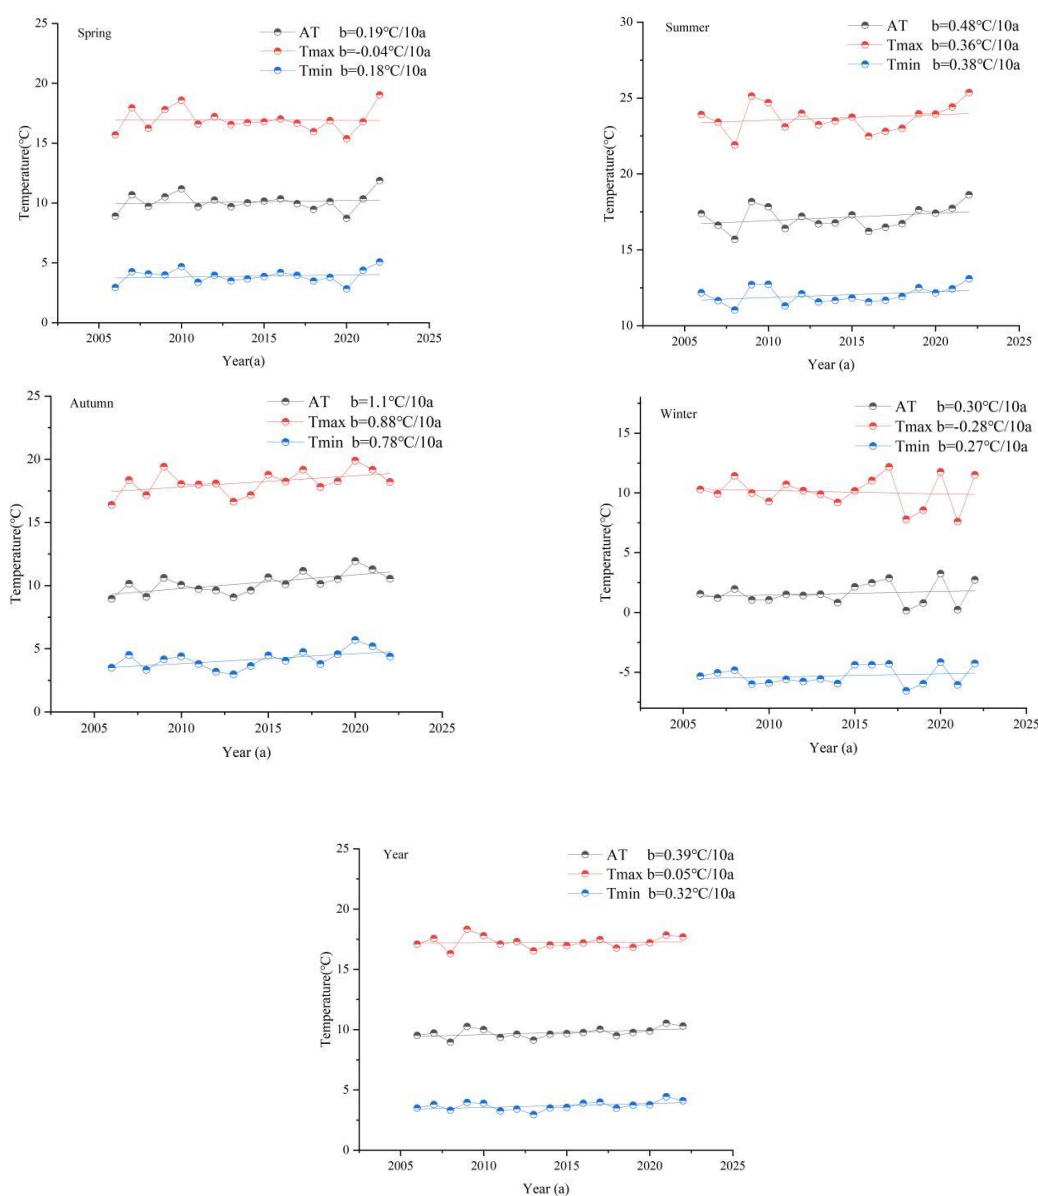 Spring
AT b=0.19℃/10a
Tmax b=-0.04℃/10a
Tmin b=0.18℃/10a
Temperature(℃)
25
20
15
10
5
0
2005 2010 2015 2020 2025
Year(a)
Summer
AT b=0.48℃/10a
Tmax b=0.36℃/10a
Tmin b=0.38℃/10a
Temperature(℃)
30
25
20
15
10
2005 2010 2015 2020 2025
Year (a)
Autumn
AT b=1.1℃/10a
Tmax b=0.88℃/10a
Tmin b=0.78℃/10a
Temperature(℃)
25
20
15
10
5
0
2005 2010 2015 2020 2025
Year (a)
Winter
AT b=0.30℃/10a
Tmax b=-0.28℃/10a
Tmin b=0.27℃/10a
Temperature(℃)
15
10
5
0
-5
2005 2010 2015 2020 2025
Year (a)
Year
AT b=0.39℃/10a
Tmax b=0.05℃/10a
Tmin b=0.32℃/10a
Temperature(℃)
25
20
15
10
5
0
2005 2010 2015 2020 2025
Year (a)